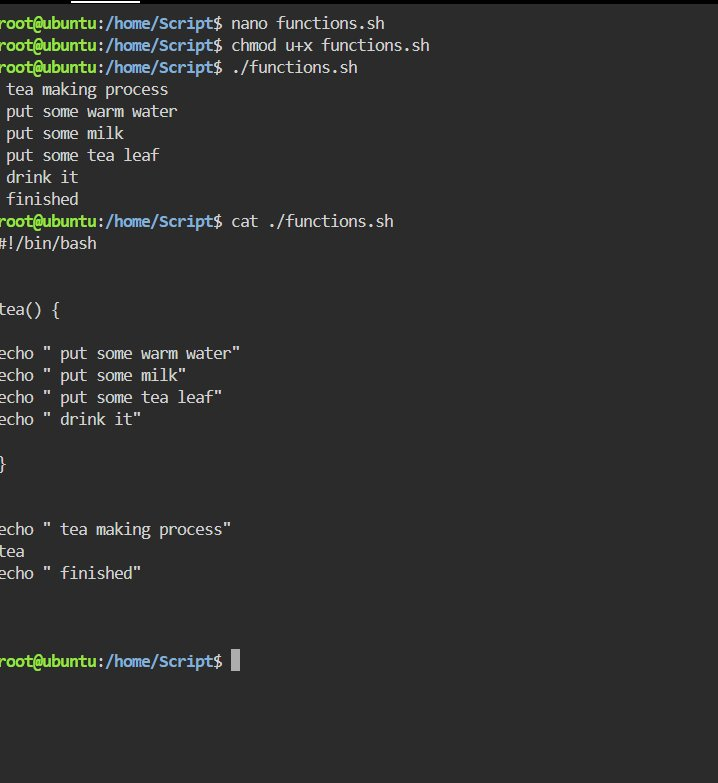 root@ubuntu:/home/Script$ nano functions.sh
root@ubuntu:/home/Script$ chmod u+x functions.sh
root@ubuntu:/home/Script$ ./functions.sh
 tea making process
 put some warm water
 put some milk
 put some tea leaf
 drink it
 finished
root@ubuntu:/home/Script$ cat ./functions.sh
#!/bin/bash
tea() {
echo " put some warm water"
echo " put some milk"
echo " put some tea leaf"
echo " drink it"
}
echo " tea making process"
tea
echo " finished"
root@ubuntu:/home/Script$